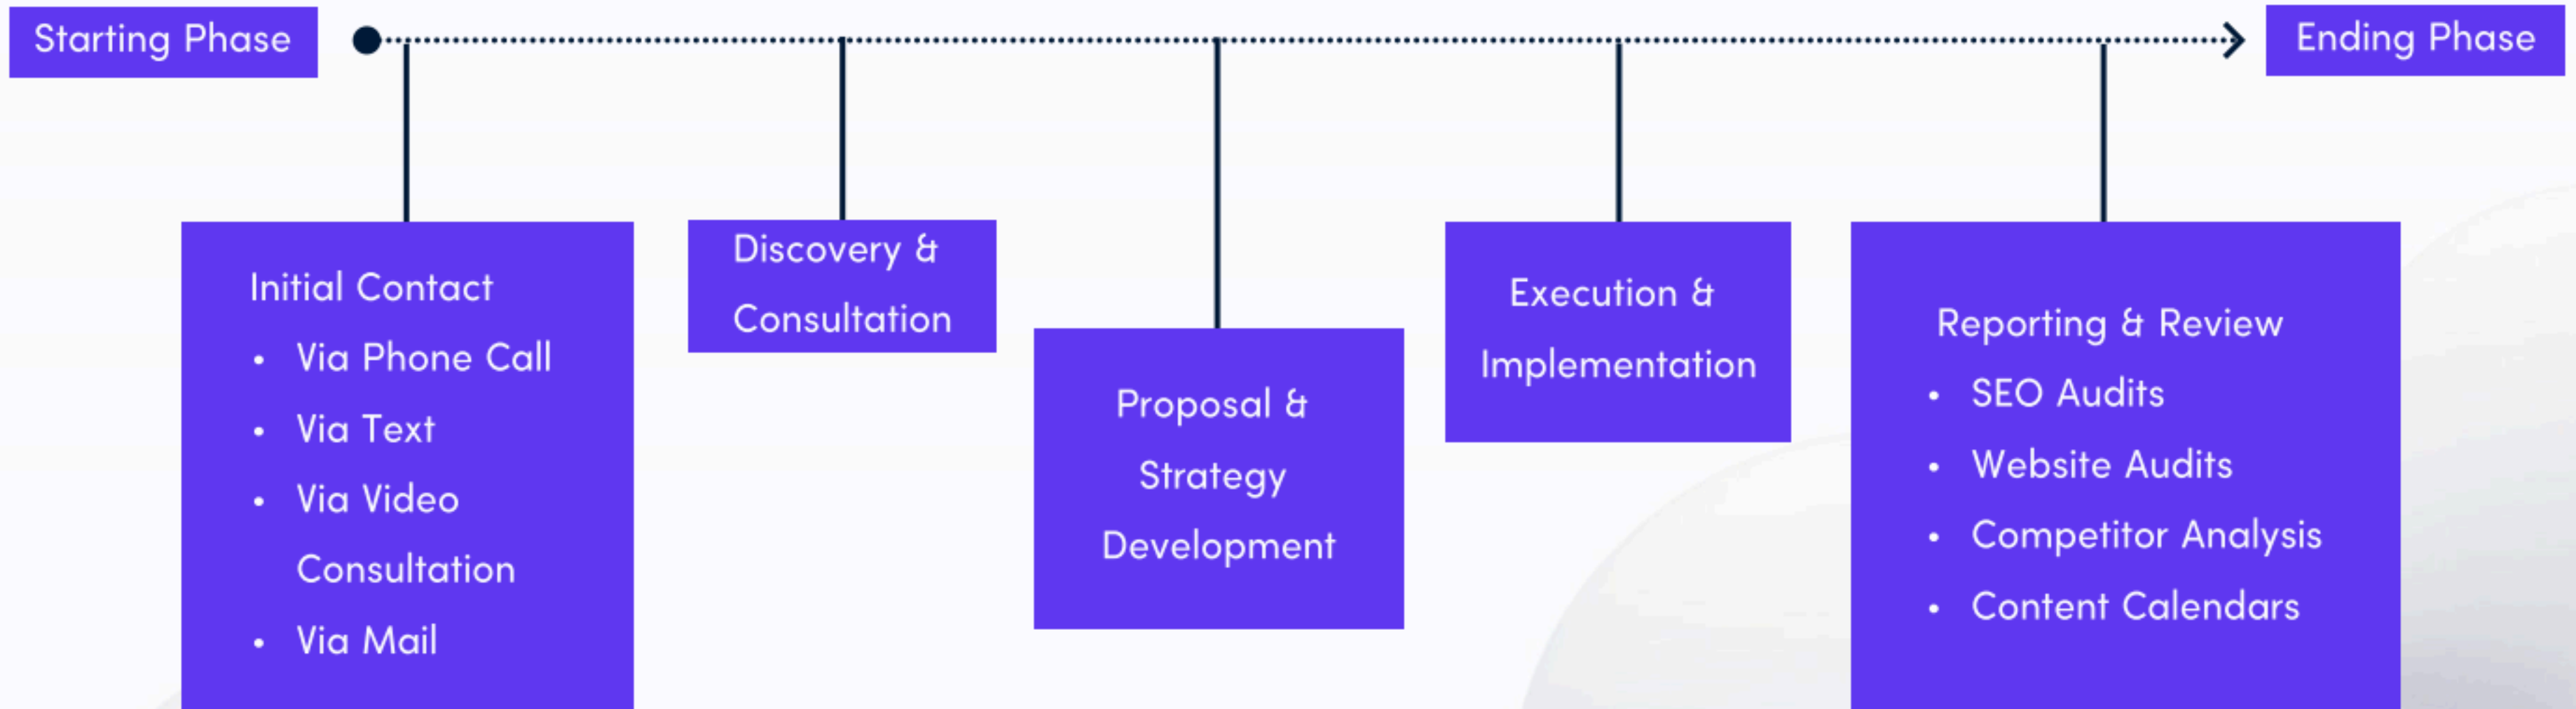 Starting Phase
Ending Phase
Initial Contact
• Via Phone Call
• Via Text
• Via Video
Consultation
• Via Mail
Discovery &
Consultation
Proposal &
Strategy
Development
Execution &
Implementation
Reporting & Review
• SEO Audits
• Website Audits
• Competitor Analysis
• Content Calendars